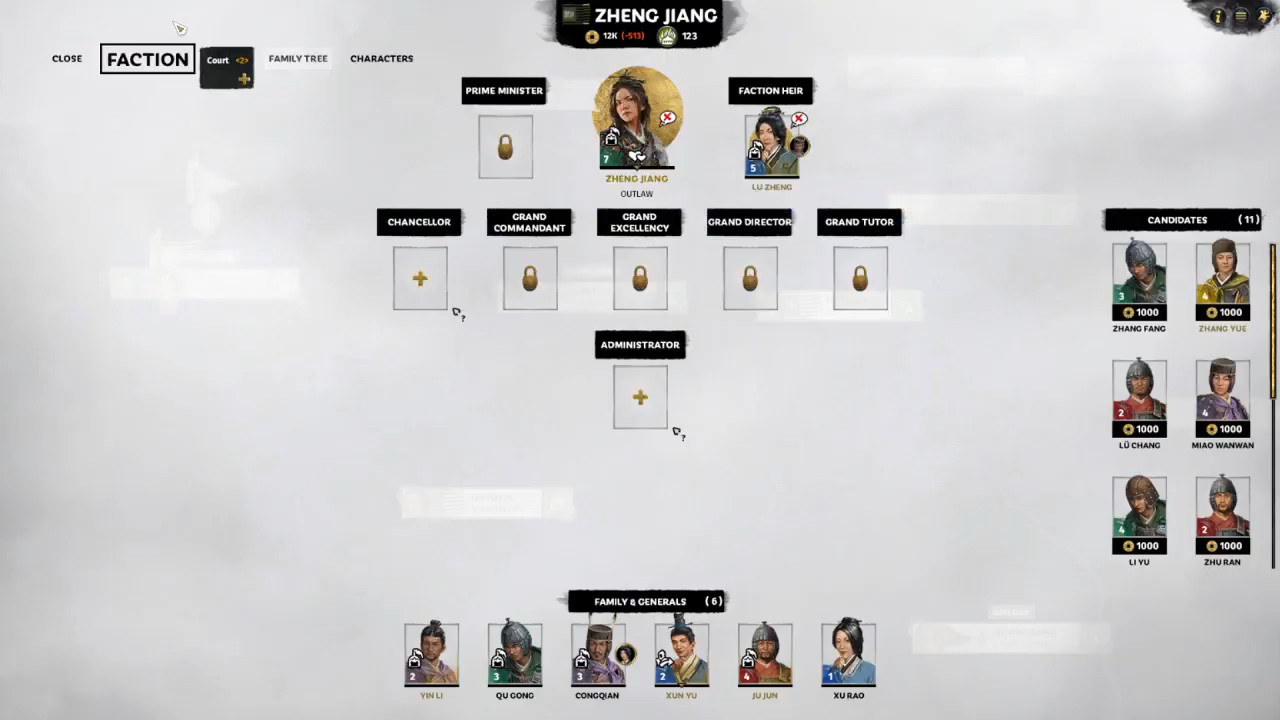 ZHENG JIANG
12K (-513) 123
CLOSE FACTION Court <2> FAMILY TREE CHARACTERS
PRIME MINISTER
FACTION HEIR
7
5
ZHENG JIANG
OUTLAW
LU ZHENG
CHANCELLOR
GRAND
COMMANDANT
GRAND
EXCELLENCY
GRAND DIRECTOR
GRAND TUTOR
?
ADMINISTRATOR
?
CANDIDATES (11)
3 4
1000 1000
ZHANG FANG ZHANG YUE
2 4
1000 1000
LÜ CHANG MIAO WANWAN
4 2
1000 1000
LI YU ZHU RAN
FAMILY & GENERALS (6)
2 3 3 2 4 1
YIN LI QU GONG CONGQIAN XUN YU JU JUN XU RAO